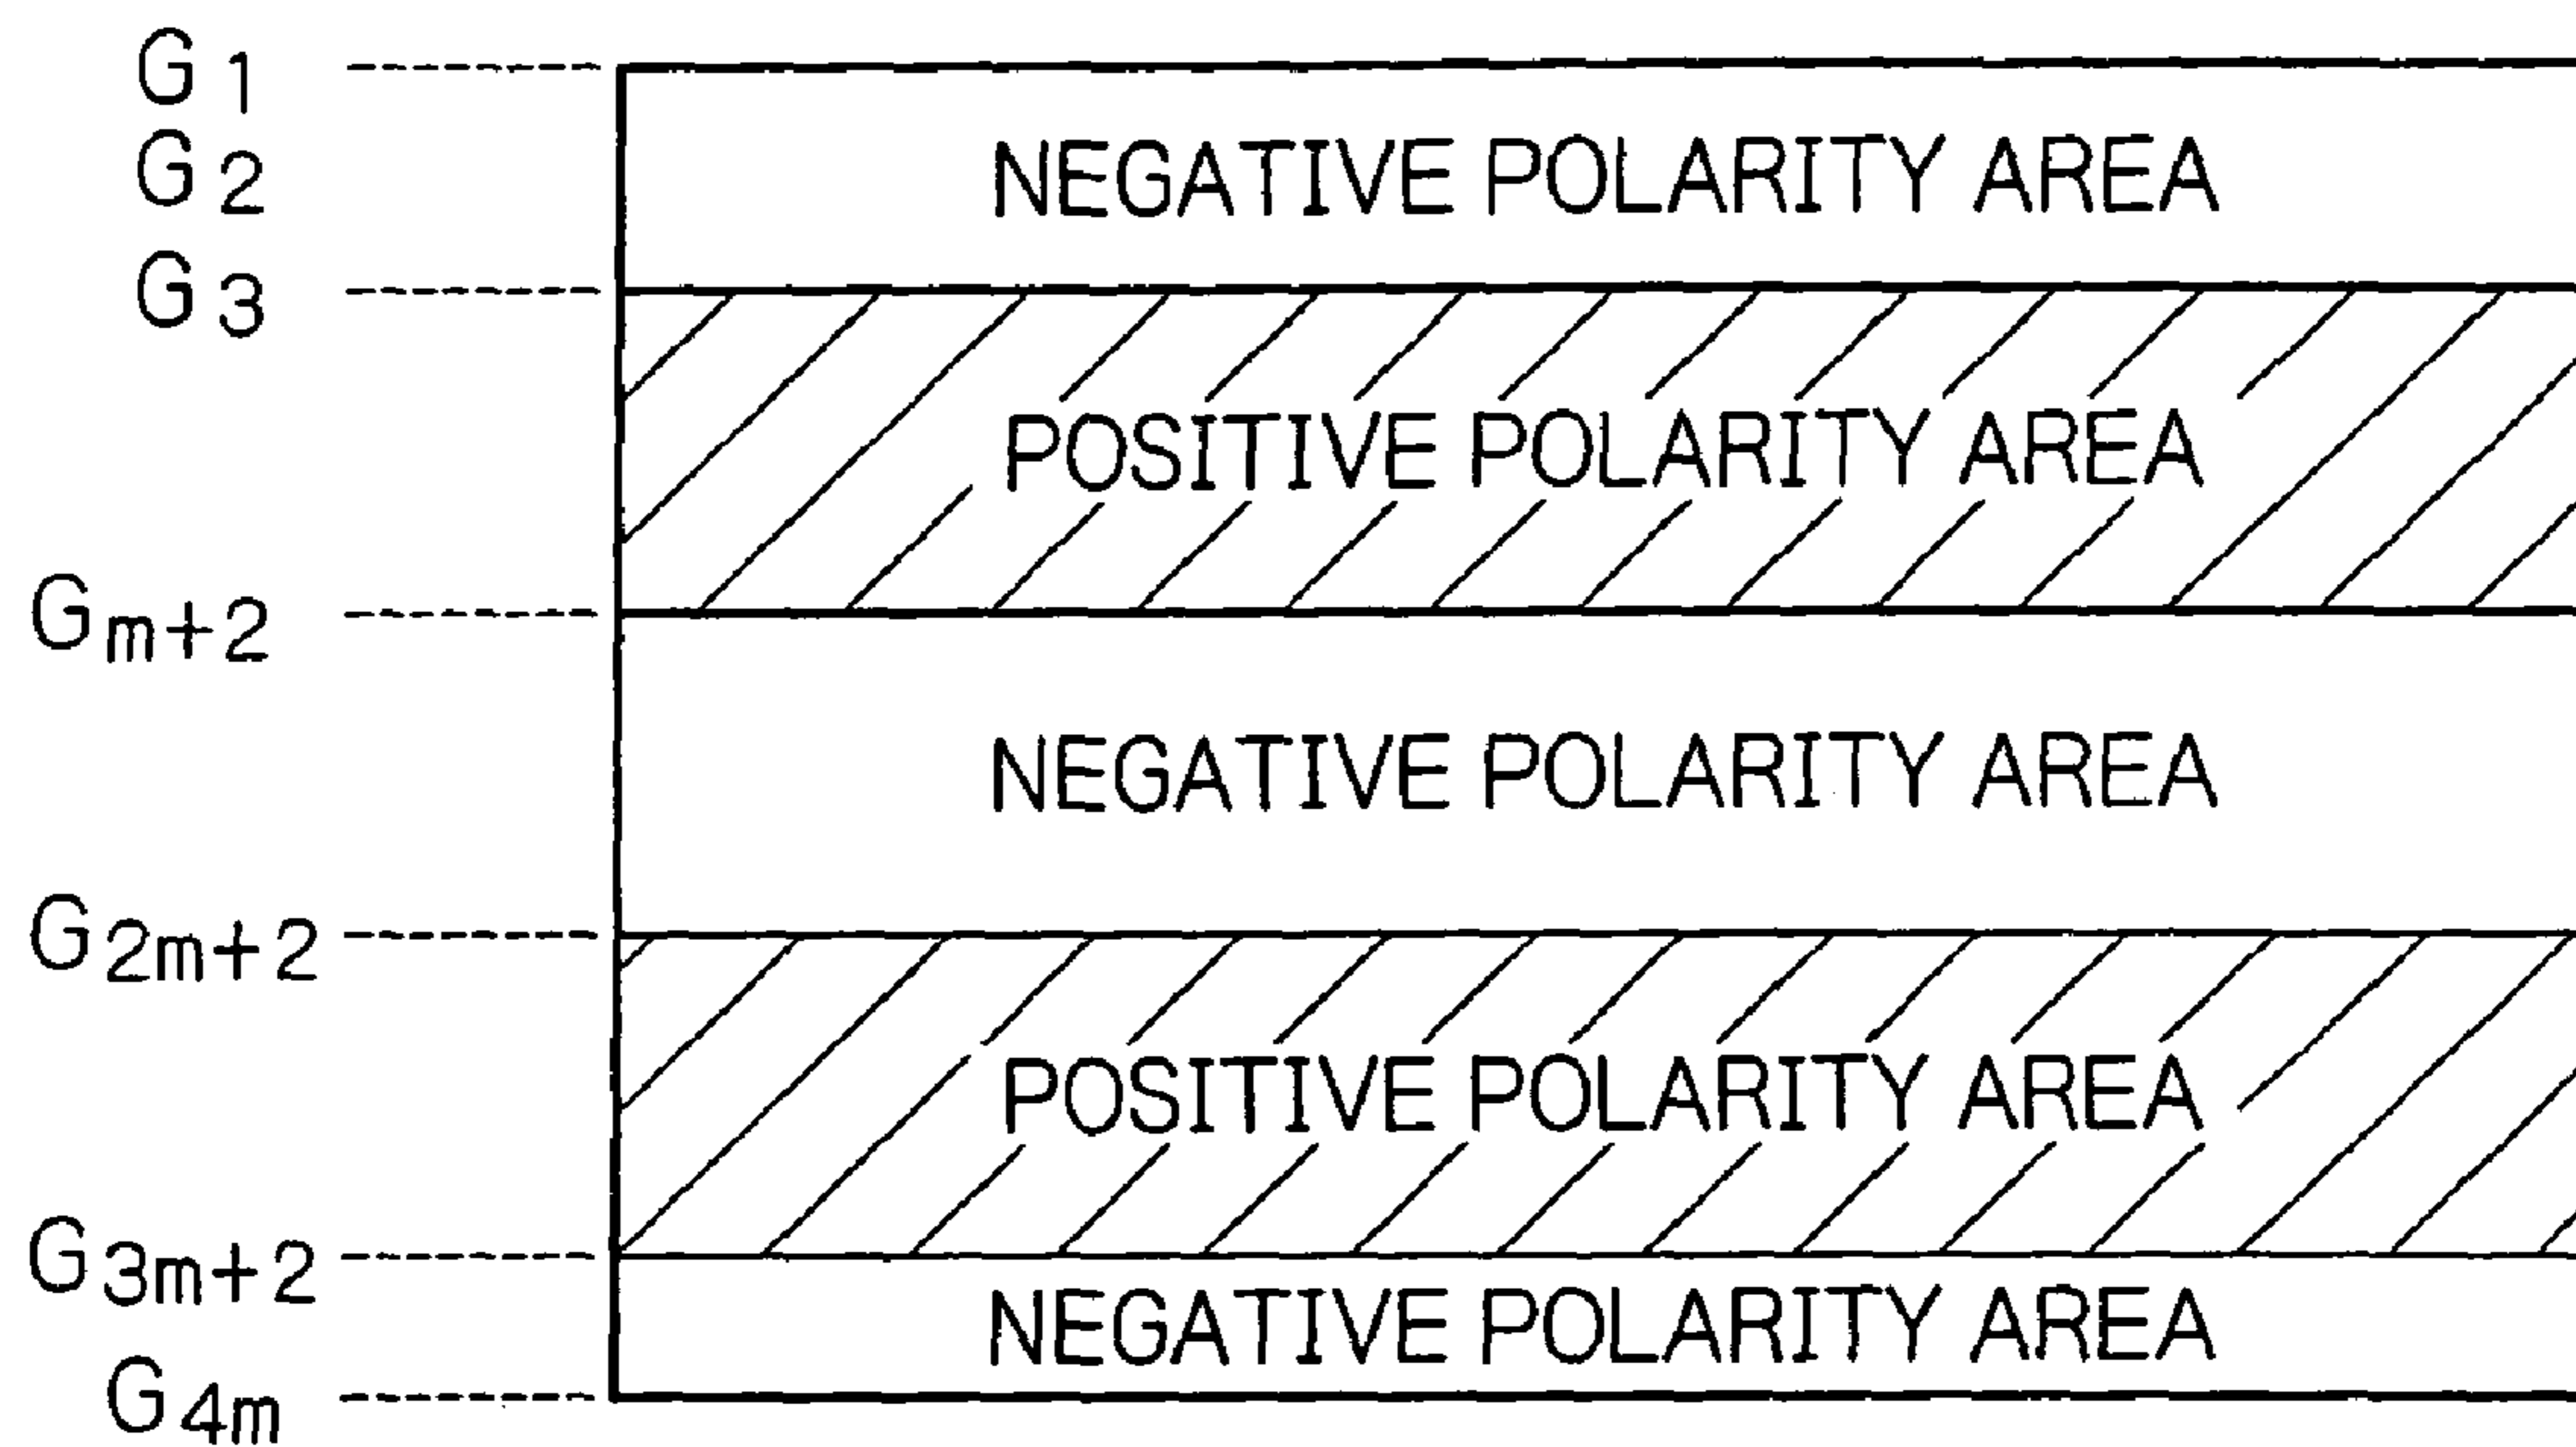 G1
G2
NEGATIVE POLARITY AREA
G3
POSITIVE POLARITY AREA
Gm+2
NEGATIVE POLARITY AREA
G2m+2
POSITIVE POLARITY AREA
G3m+2
NEGATIVE POLARITY AREA
G4m